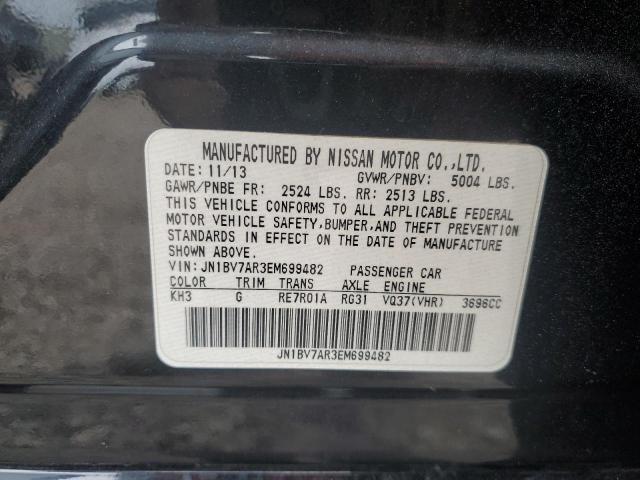 MANUFACTURED BY NISSAN MOTOR CO.,LTD.
DATE: 11/13 GVWR/PNBV: 5004 LBS.
GAWR/PNBE FR: 2524 LBS. RR: 2513 LBS.
THIS VEHICLE CONFORMS TO ALL APPLICABLE FEDERAL
MOTOR VEHICLE SAFETY,BUMPER,AND THEFT PREVENTION
STANDARDS IN EFFECT ON THE DATE OF MANUFACTURE
SHOWN ABOVE.
VIN:JN1BV7AR3EM699482 PASSENGER CAR
COLOR TRIM TRANS AXLE ENGINE
KH3 G RE7R01A RG31 VQ37(VHR) 3696CC
JN1BV7AR3EM699482